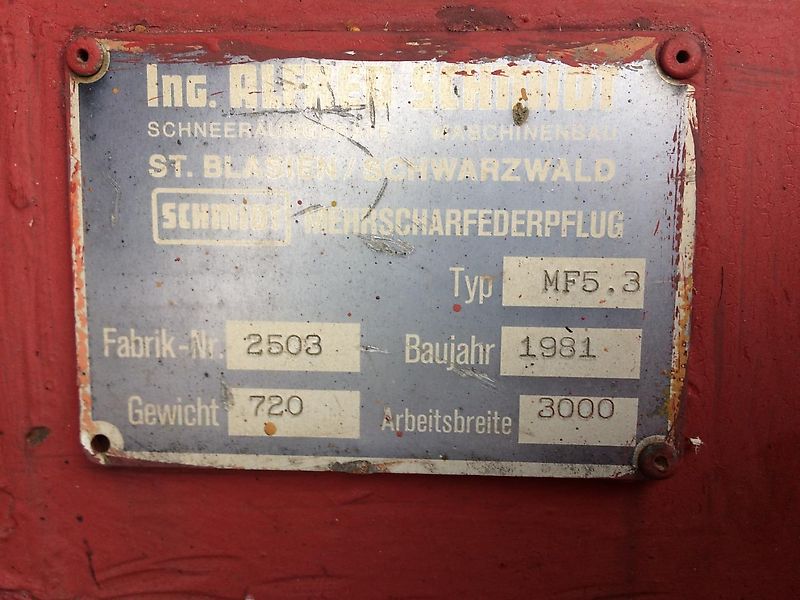 Ing. ALFRED SCHMIDT
SCHNEERÄUMGERÄTE MASCHINENBAU
ST. BLASIEN/SCHWARZWALD
SCHMIDT MEHRSCHARFEDERPFLUG
Typ MF5.3
Fabrik-Nr. 2503 Baujahr 1981
Gewicht 720 Arbeitsbreite 3000